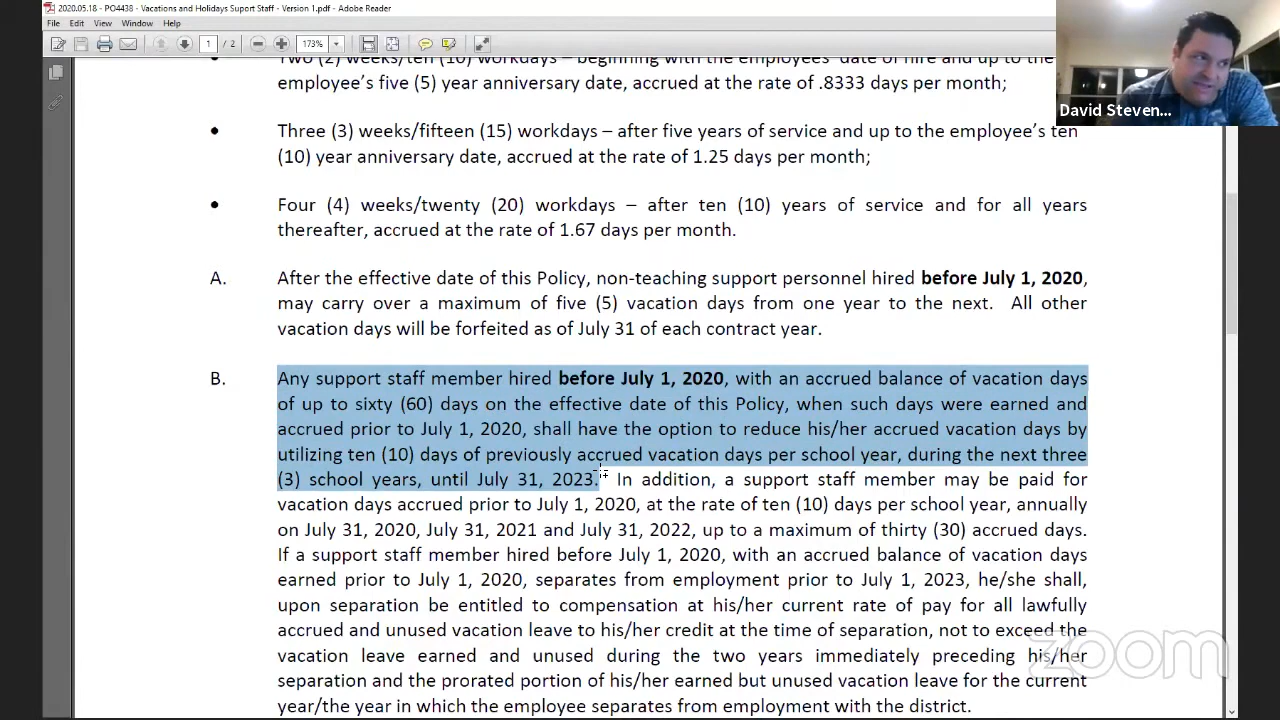 2020.05.18 - PO4438 - Vacations and Holidays Suport Staff - Version 1.pdf - Adobe Reader
File Edit View Window Help
1 / 2 173%
David Steven...
Two (2) weeks/ten (10) workdays – beginning with the employees' date of hire and up to the
employee's five (5) year anniversary date, accrued at the rate of .8333 days per month;
• Three (3) weeks/fifteen (15) workdays – after five years of service and up to the employee's ten
(10) year anniversary date, accrued at the rate of 1.25 days per month;
• Four (4) weeks/twenty (20) workdays – after ten (10) years of service and for all years
thereafter, accrued at the rate of 1.67 days per month.
A. After the effective date of this Policy, non-teaching support personnel hired before July 1, 2020,
may carry over a maximum of five (5) vacation days from one year to the next. All other
vacation days will be forfeited as of July 31 of each contract year.
B. Any support staff member hired before July 1, 2020, with an accrued balance of vacation days
of up to sixty (60) days on the effective date of this Policy, when such days were earned and
accrued prior to July 1, 2020, shall have the option to reduce his/her accrued vacation days by
utilizing ten (10) days of previously accrued vacation days per school year, during the next three
(3) school years, until July 31, 2023. In addition, a support staff member may be paid for
vacation days accrued prior to July 1, 2020, at the rate of ten (10) days per school year, annually
on July 31, 2020, July 31, 2021 and July 31, 2022, up to a maximum of thirty (30) accrued days.
If a support staff member hired before July 1, 2020, with an accrued balance of vacation days
earned prior to July 1, 2020, separates from employment prior to July 1, 2023, he/she shall,
upon separation be entitled to compensation at his/her current rate of pay for all lawfully
accrued and unused vacation leave to his/her credit at the time of separation, not to exceed the
vacation leave earned and unused during the two years immediately preceding his/her
separation and the prorated portion of his/her earned but unused vacation leave for the current
year/the year in which the employee separates from employment with the district.
zoom